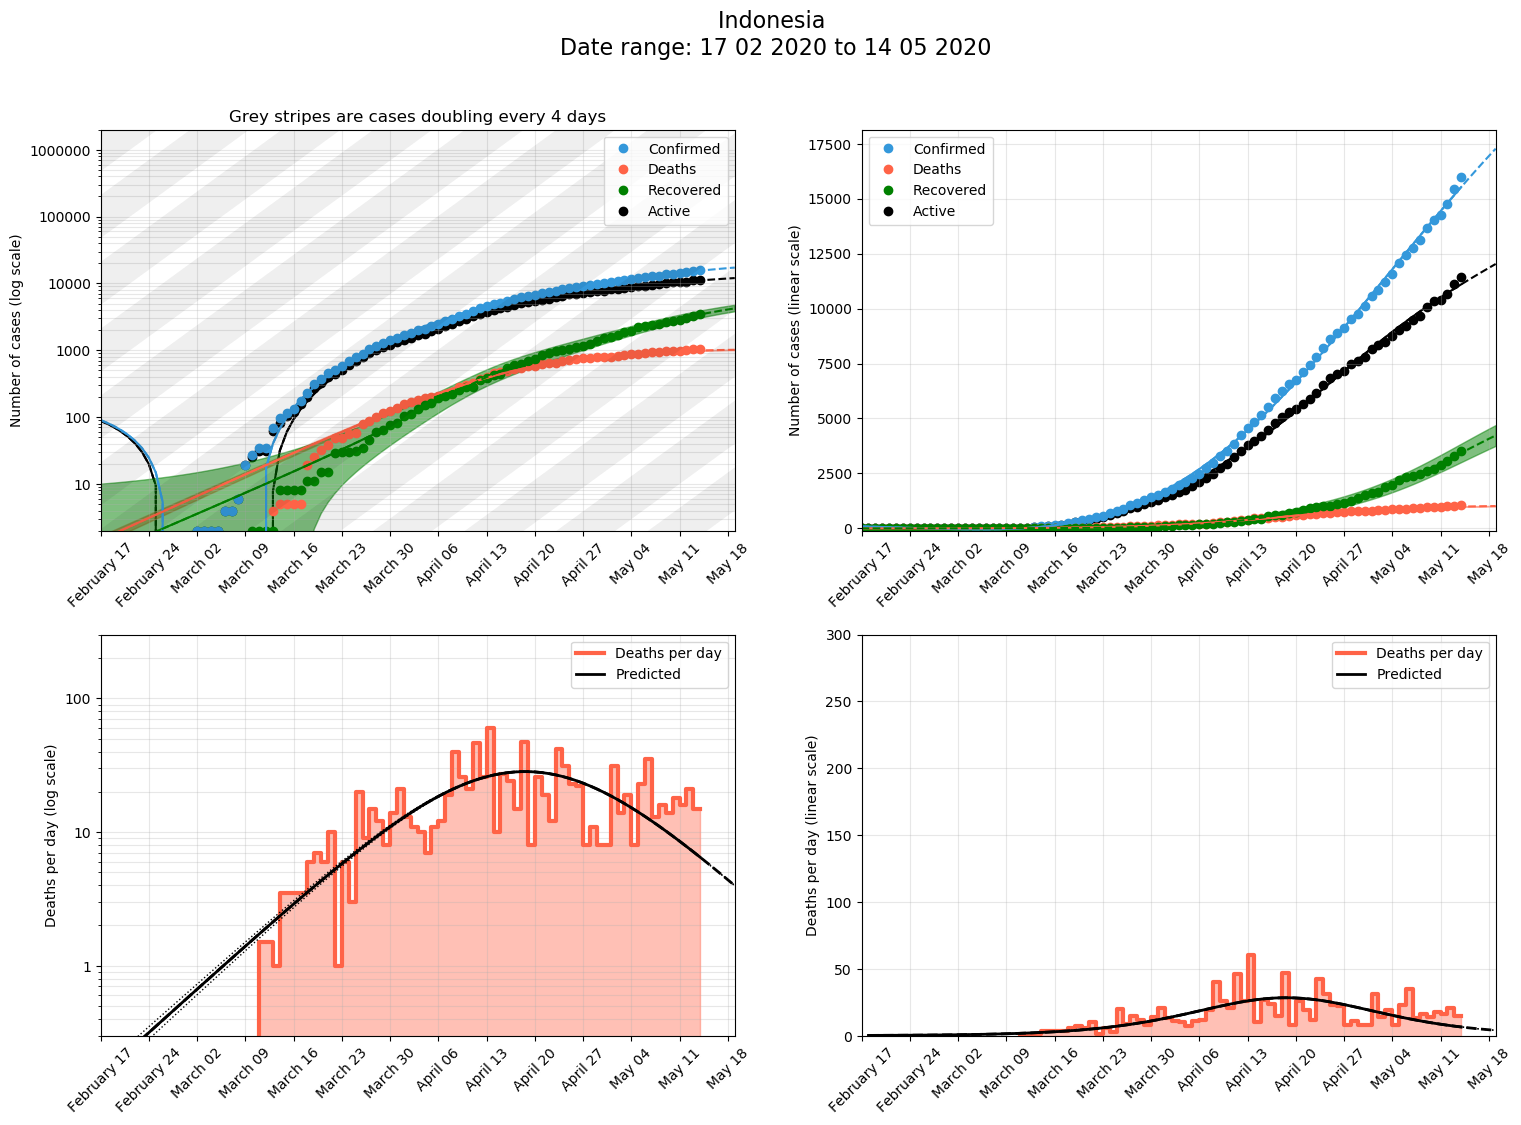 Indonesia
Date range: 17 02 2020 to 14 05 2020
Grey stripes are cases doubling every 4 days
Number of cases (log scale)
1000000
100000
10000
1000
100
10
Confirmed
Deaths
Recovered
Active
February 17
February 24
March 02
March 09
March 16
March 23
March 30
April 06
April 13
April 20
April 27
May 04
May 11
May 18
Number of cases (linear scale)
17500
15000
12500
10000
7500
5000
2500
0
Confirmed
Deaths
Recovered
Active
February 17
February 24
March 02
March 09
March 16
March 23
March 30
April 06
April 13
April 20
April 27
May 04
May 11
May 18
Deaths per day (log scale)
100
10
1
Deaths per day
Predicted
February 17
February 24
March 02
March 09
March 16
March 23
March 30
April 06
April 13
April 20
April 27
May 04
May 11
May 18
Deaths per day (linear scale)
300
250
200
150
100
50
0
Deaths per day
Predicted
February 17
February 24
March 02
March 09
March 16
March 23
March 30
April 06
April 13
April 20
April 27
May 04
May 11
May 18